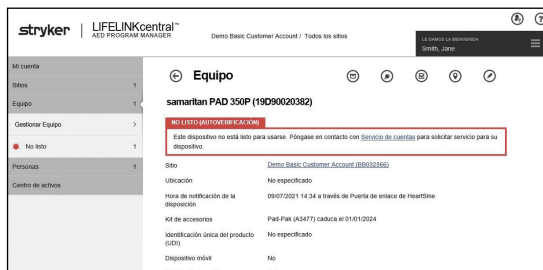 stryker
LIFELINKcentral™
AED PROGRAM MANAGER
Demo Basic Customer Account / Todos los sitios
LE DAMOS LA BIENVENIDA
Smith, Jane
Mi cuenta
Sitios 1
Equipo 1
Gestionar Equipo
No listo 1
Personas 1
Centro de activos
Equipo
samaritan PAD 350P (19D90020382)
NO LISTO (AUTOVERIFICACIÓN)
Este dispositivo no está listo para usarse. Póngase en contacto con Servicio de cuentas para solicitar servicio para su
dispositivo.
Sitio Demo Basic Customer Account (BB032566)
Ubicación No especificado
Hora de notificación de la 09/07/2021 14:34 a través de Puerta de enlace de HeartSine
disposición
Kit de accesorios Pad-Pak (A3477) caduca el 01/01/2024
Identificación única del producto No especificado
(UDI)
Dispositivo móvil No